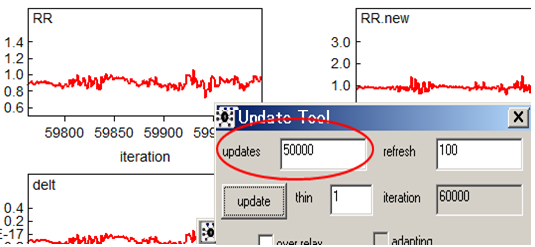 RR
1.4
1.2
1.0
0.8
0.6
59800 59850 59900
iteration
RR.new
3.0
2.0
1.0
Update Tool
updates 50000 refresh 100
update thin 1 iteration 60000
over relax adapting
delt
0.4
0.2
E-17